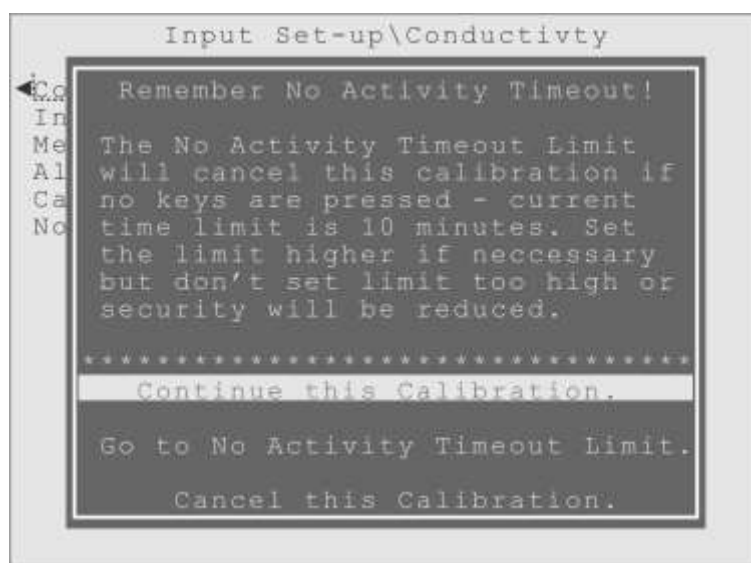 Input Set-up\Conductivty
Remember No Activity Timeout!
Co
In
Me
Al
Ca
No
The No Activity Timeout Limit
will cancel this calibration if
no keys are pressed - current
time limit is 10 minutes. Set
the limit higher if neccessary
but don't set limit too high or
security will be reduced.
************************************
Continue this Calibration.
Go to No Activity Timeout Limit.
Cancel this Calibration.